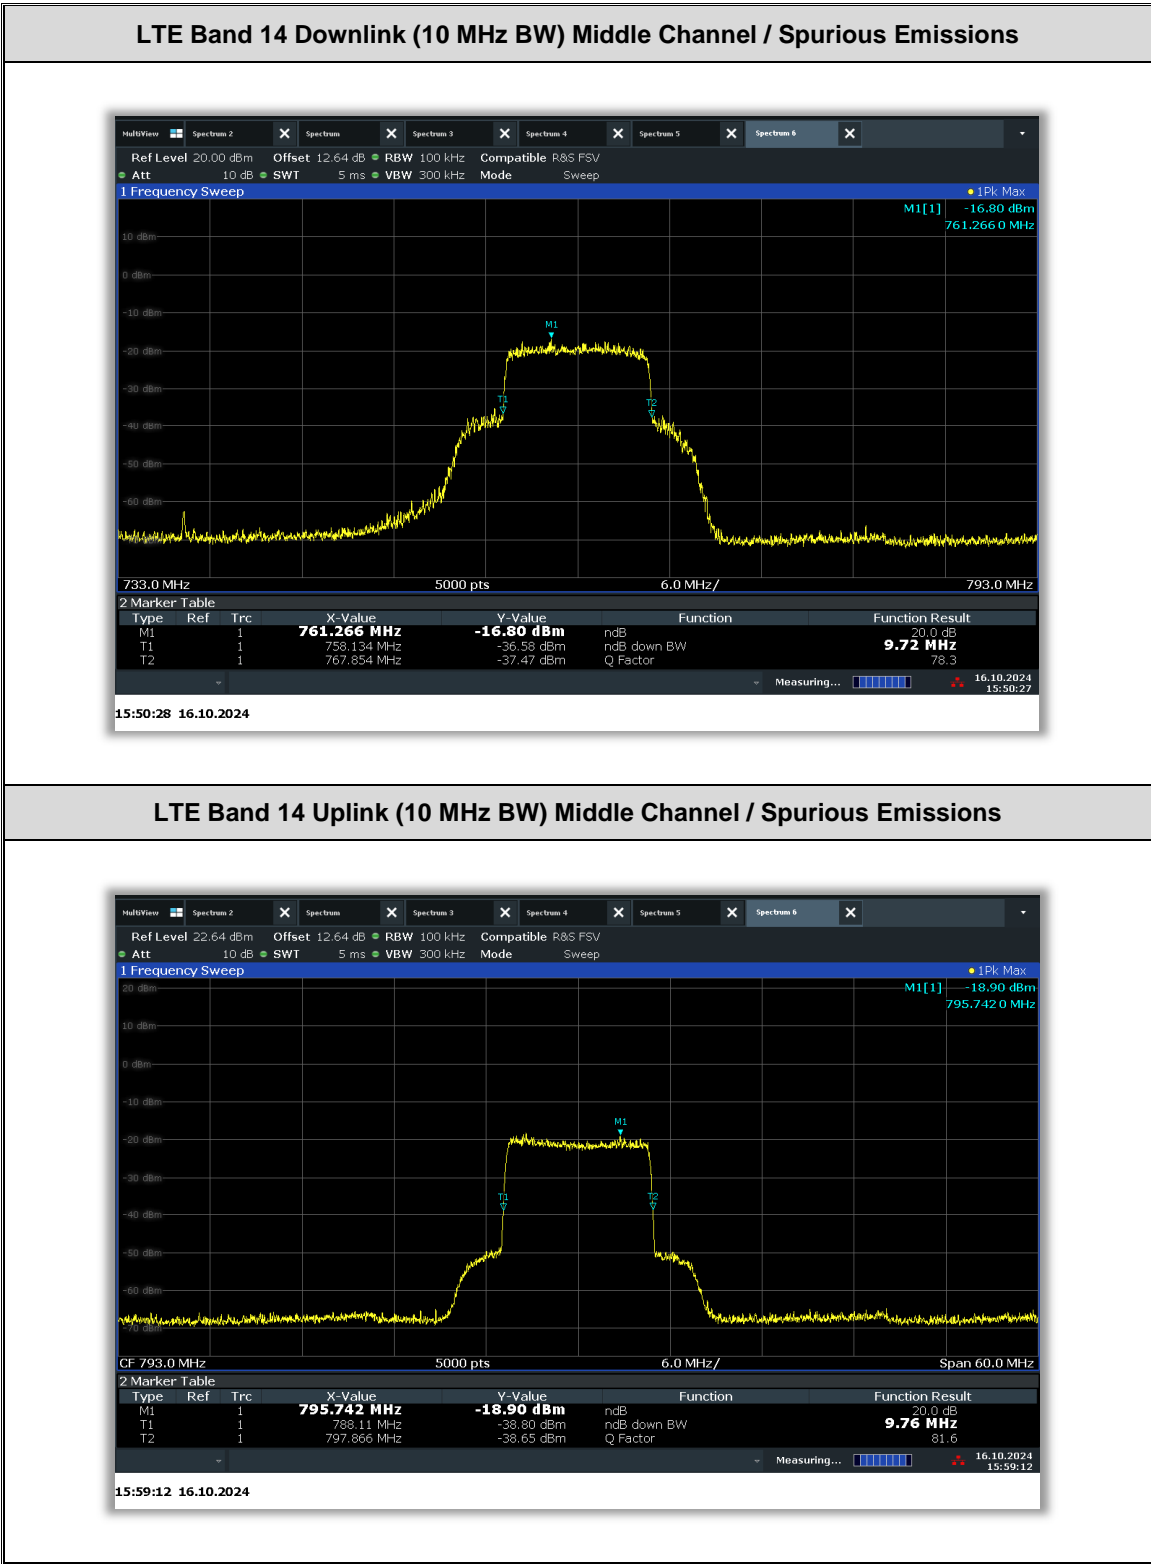 LTE Band 14 Downlink (10 MHz BW) Middle Channel / Spurious Emissions
MultiView Spectrum 2 Spectrum Spectrum 3 Spectrum 4 Spectrum 5 Spectrum 6
Ref Level 20.00 dBm Offset 12.64 dB RBW 100 kHz Compatible R&S FSV
Att 10 dB SWT 5 ms VBW 300 kHz Mode Sweep
1 Frequency Sweep 1Pk Max
M1[1] -16.80 dBm
761.2660 MHz
10 dBm
0 dBm
-10 dBm
M1
-20 dBm
-30 dBm
T1
T2
-40 dBm
-50 dBm
-60 dBm
733.0 MHz 5000 pts 6.0 MHz/ 793.0 MHz
2 Marker Table
Type Ref Trc X-Value Y-Value Function Function Result
M1 1 761.266 MHz -16.80 dBm ndB 20.0 dB
T1 1 758.134 MHz -36.58 dBm ndB down BW 9.72 MHz
T2 1 767.854 MHz -37.47 dBm Q Factor 78.3
Measuring... 16.10.2024
15:50:27
15:50:28 16.10.2024
LTE Band 14 Uplink (10 MHz BW) Middle Channel / Spurious Emissions
MultiView Spectrum 2 Spectrum Spectrum 3 Spectrum 4 Spectrum 5 Spectrum 6
Ref Level 22.64 dBm Offset 12.64 dB RBW 100 kHz Compatible R&S FSV
Att 10 dB SWT 5 ms VBW 300 kHz Mode Sweep
1 Frequency Sweep 1Pk Max
20 dBm M1[1] -18.90 dBm
795.7420 MHz
10 dBm
0 dBm
-10 dBm
M1
-20 dBm
-30 dBm
T1 T2
-40 dBm
-50 dBm
-60 dBm
-70 dBm
CF 793.0 MHz 5000 pts 6.0 MHz/ Span 60.0 MHz
2 Marker Table
Type Ref Trc X-Value Y-Value Function Function Result
M1 1 795.742 MHz -18.90 dBm ndB 20.0 dB
T1 1 788.11 MHz -38.80 dBm ndB down BW 9.76 MHz
T2 1 797.866 MHz -38.65 dBm Q Factor 81.6
Measuring... 16.10.2024
15:59:12
15:59:12 16.10.2024